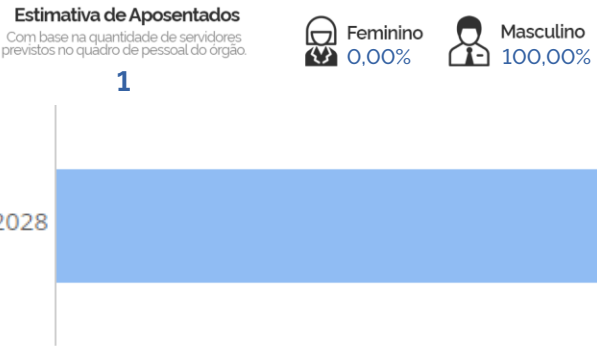 Estimativa de Aposentados
Com base na quantidade de servidores
previstos no quadro de pessoal do órgão.
1
Feminino
0,00%
Masculino
100,00%
2028